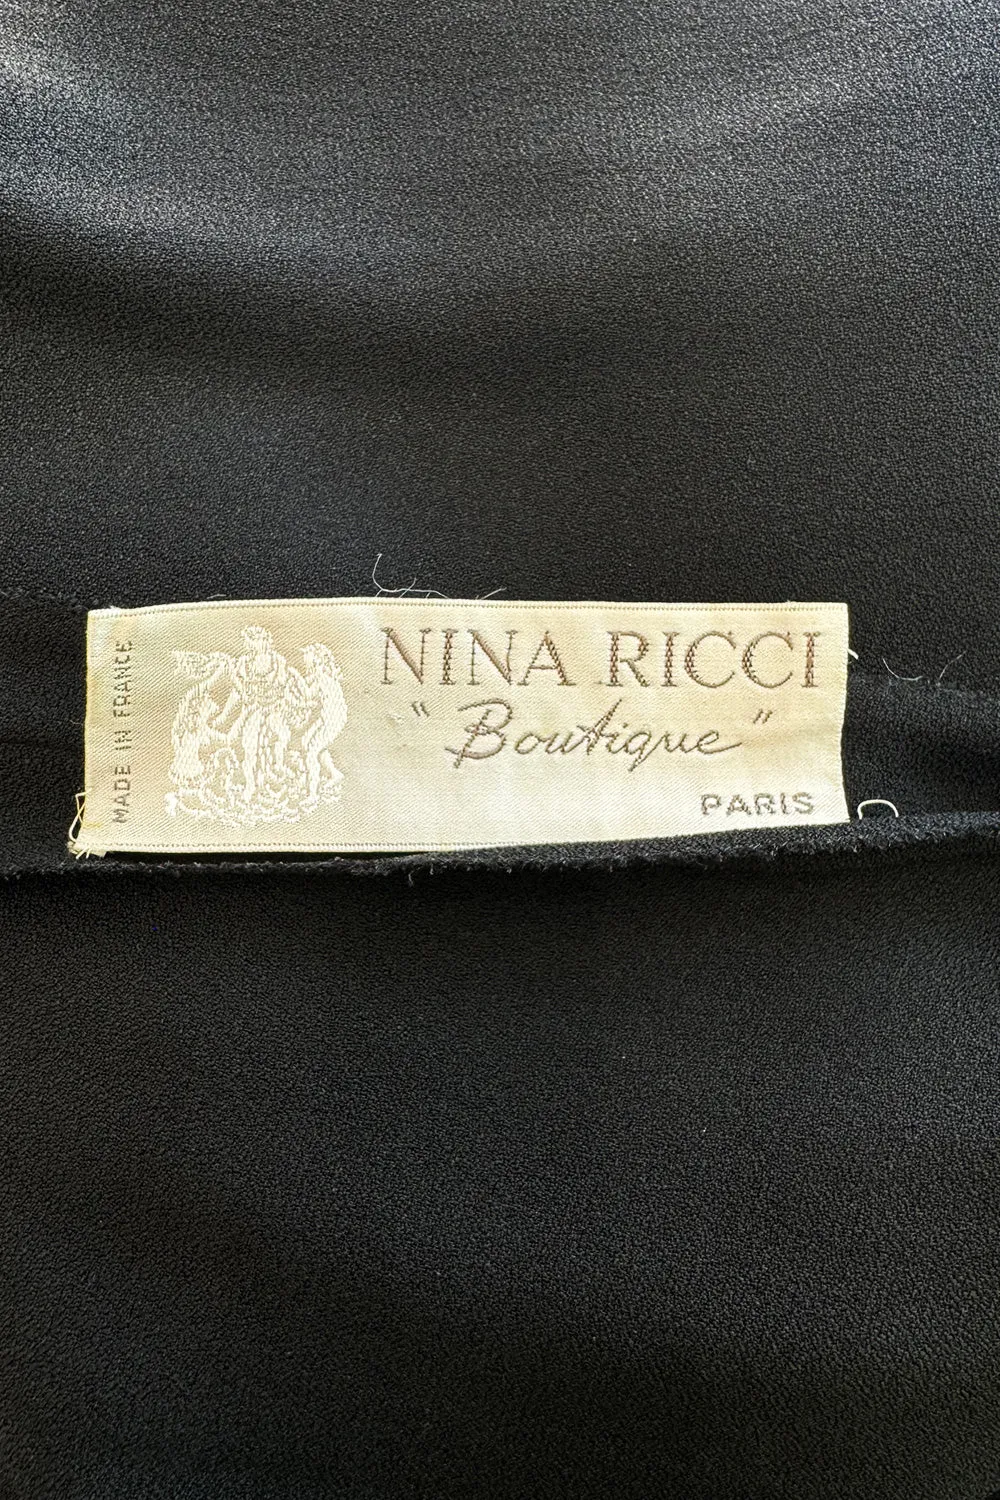 MADE IN FRANCE
NINA RICCI
"Boutique"
PARIS